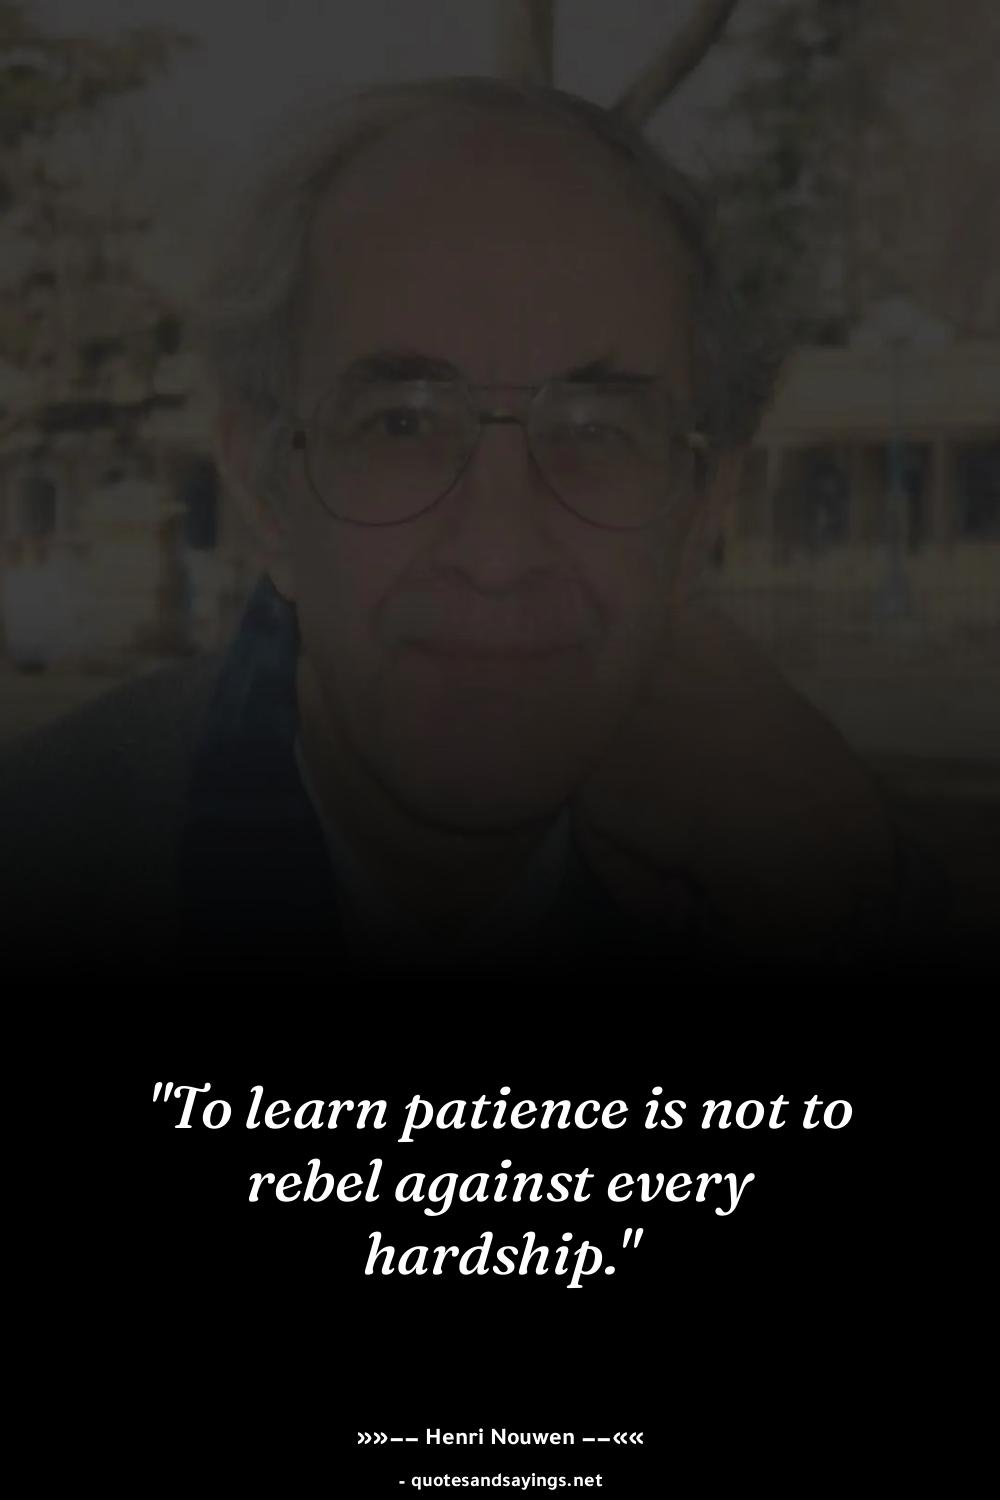 "To learn patience is not to
rebel against every
hardship."
»»−− Henri Nouwen −−««
- quotesandsayings.net